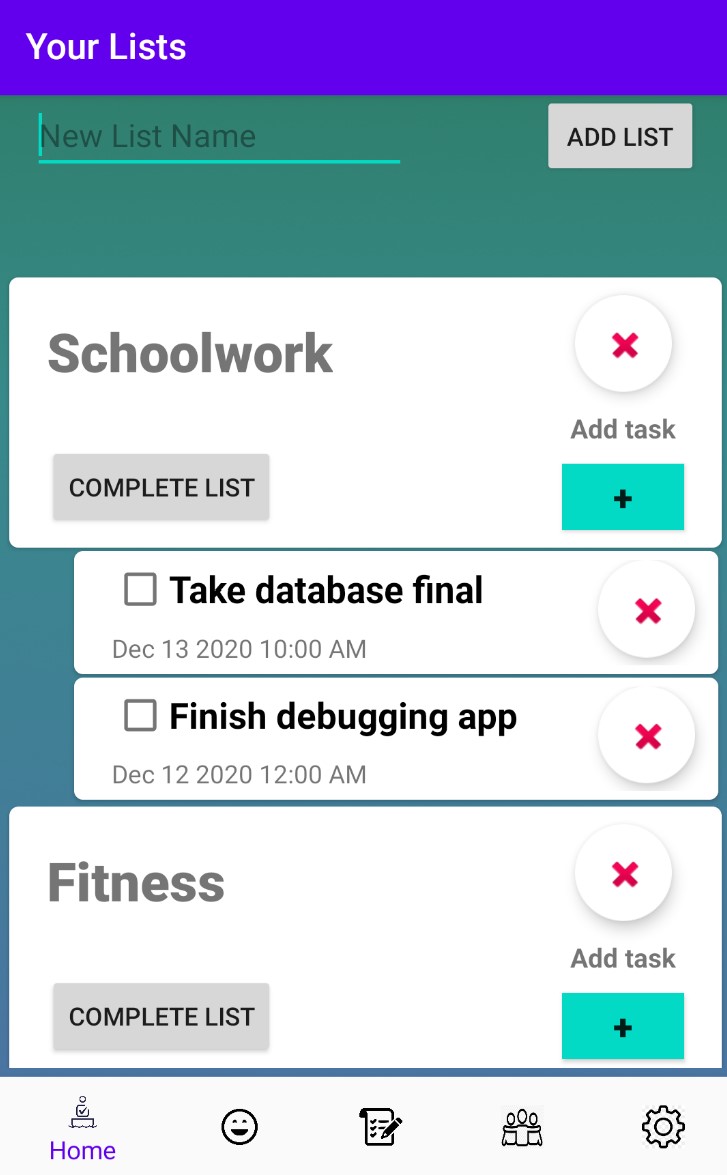 Your Lists
New List Name
ADD LIST
Schoolwork
Add task
COMPLETE LIST
+
Take database final
Dec 13 2020 10:00 AM
Finish debugging app
Dec 12 2020 12:00 AM
Fitness
Add task
COMPLETE LIST
+
Home